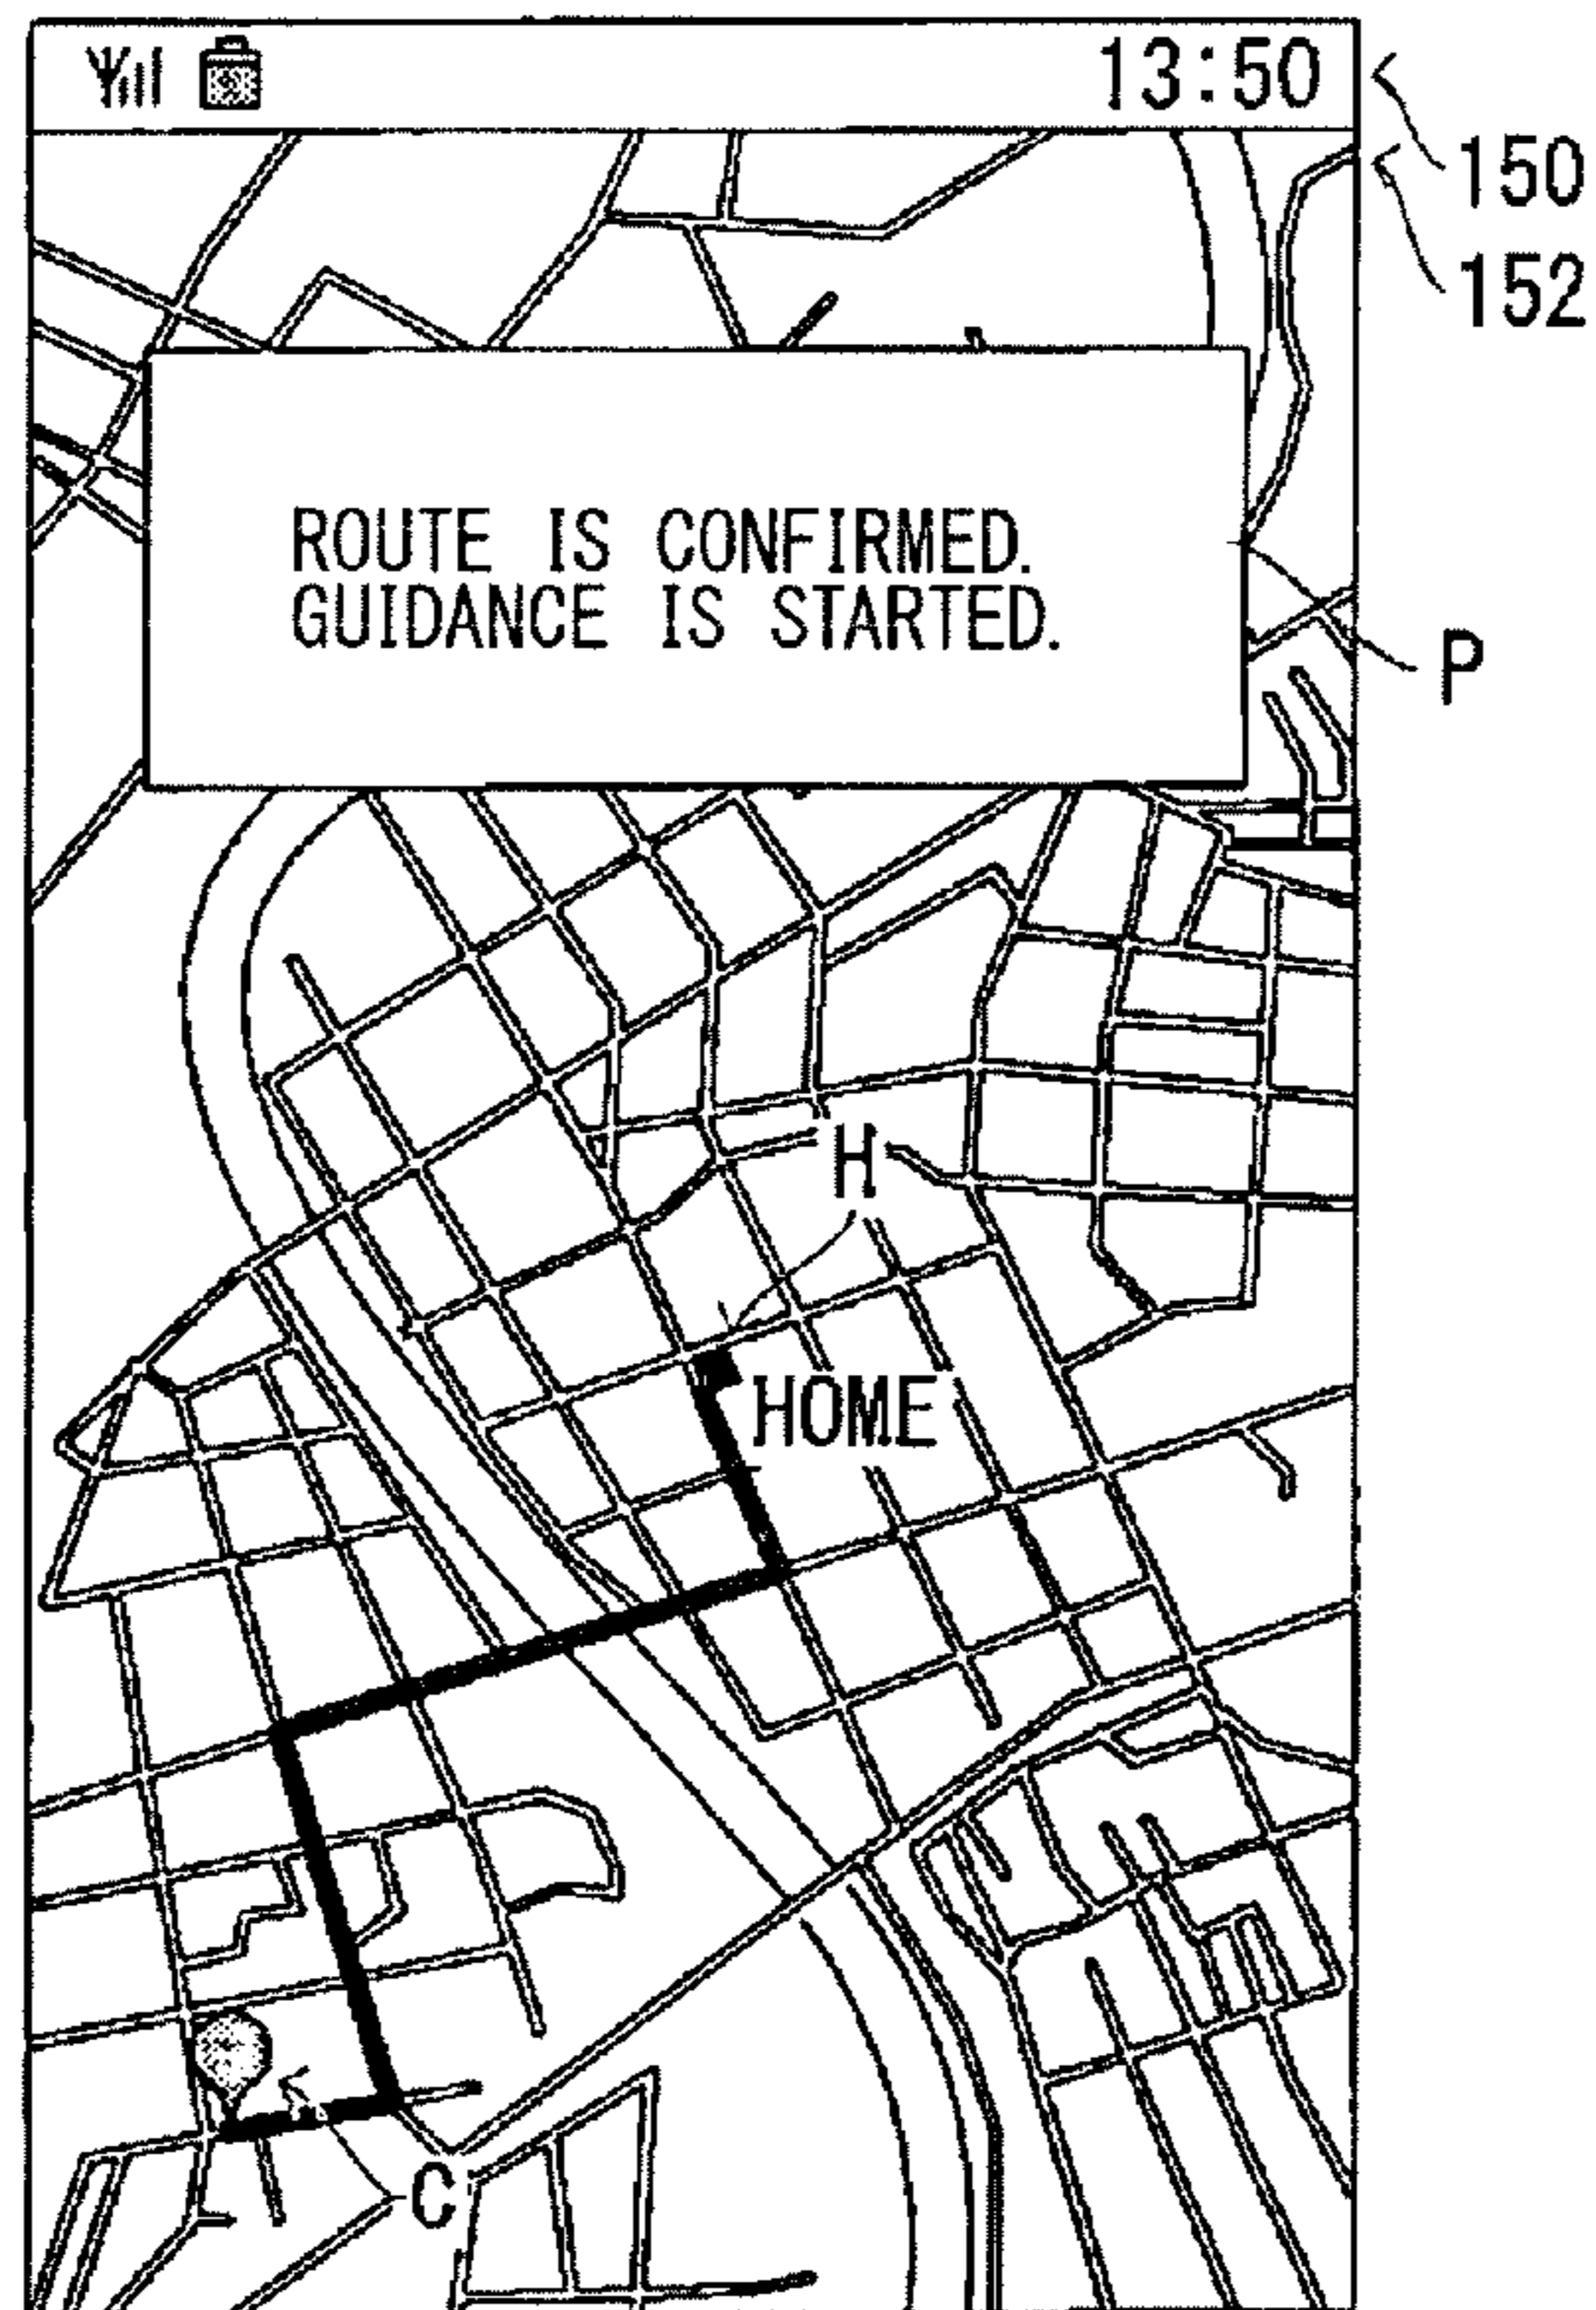 13:50
150
152
ROUTE IS CONFIRMED.
GUIDANCE IS STARTED.
P
H
HOME
C